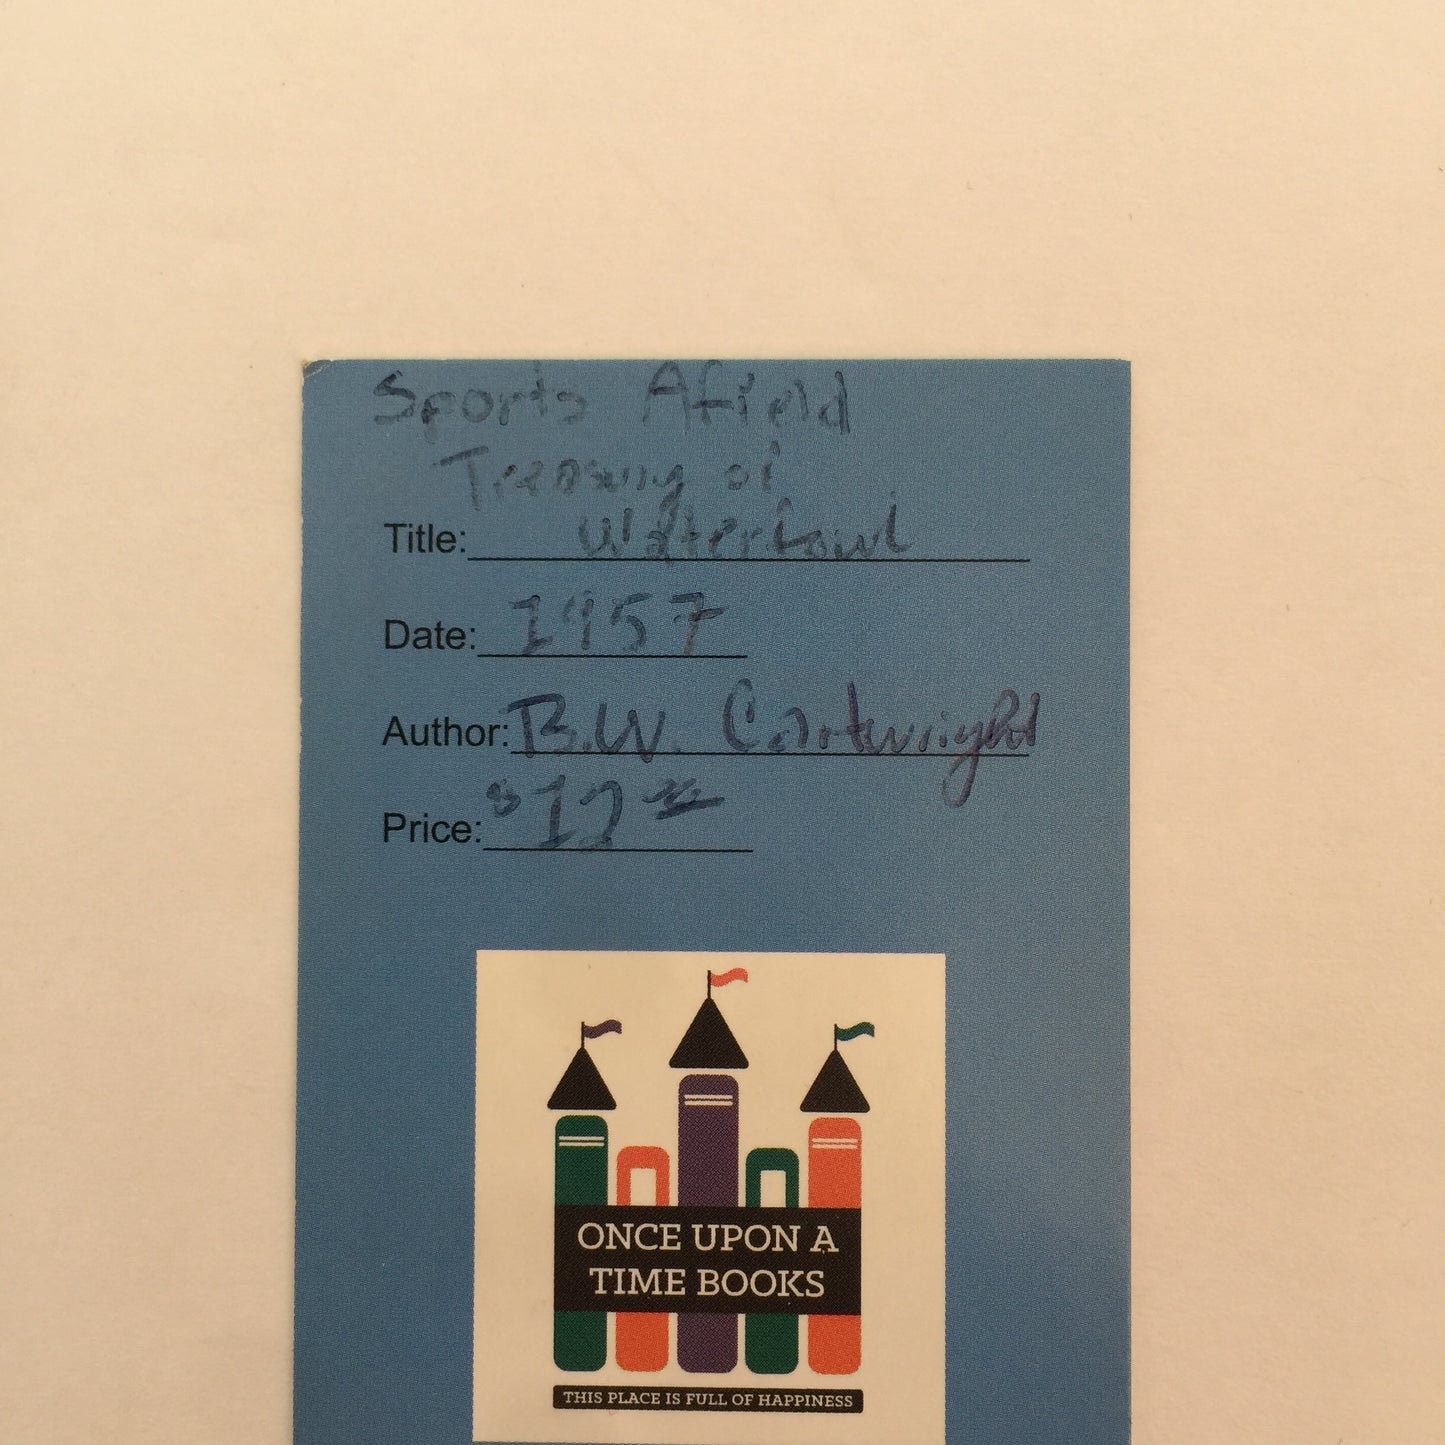 Sports Afield
Treasury of
Title: Waterfowl
Date: 1957
Author: B.W. Cartwright
Price: $12
ONCE UPON A
TIME BOOKS
THIS PLACE IS FULL OF HAPPINESS